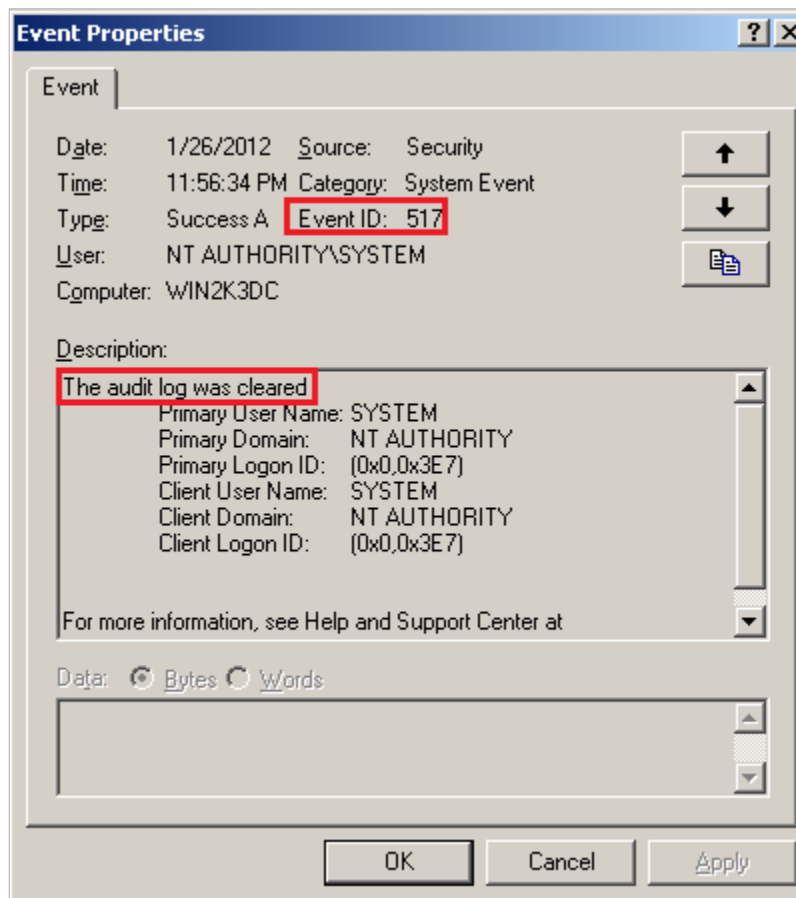 Event Properties
Event
Date: 1/26/2012 Source: Security
Time: 11:56:34 PM Category: System Event
Type: Success A Event ID: 517
User: NT AUTHORITY\SYSTEM
Computer: WIN2K3DC
Description:
The audit log was cleared
Primary User Name: SYSTEM
Primary Domain: NT AUTHORITY
Primary Logon ID: (0x0,0x3E7)
Client User Name: SYSTEM
Client Domain: NT AUTHORITY
Client Logon ID: (0x0,0x3E7)
For more information, see Help and Support Center at
Data: Bytes Words
OK Cancel Apply